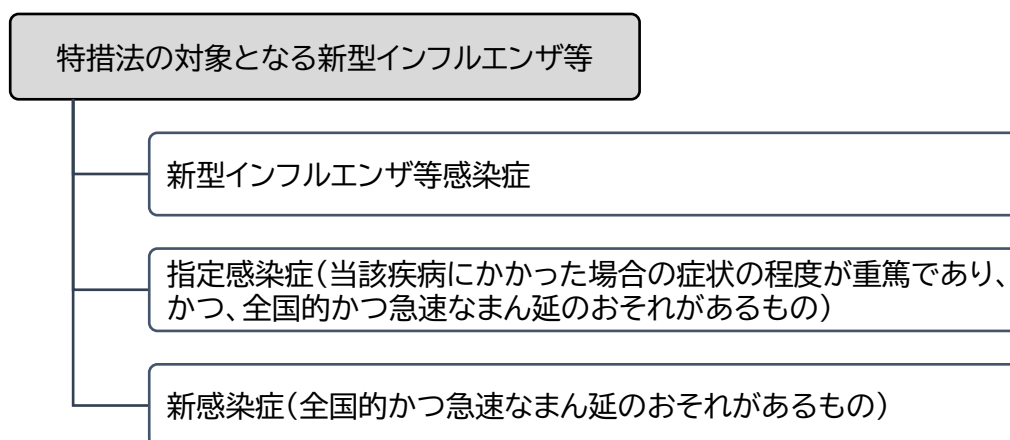 特措法の対象となる新型インフルエンザ等
新型インフルエンザ等感染症
指定感染症（当該疾病にかかった場合の症状の程度が重篤であり、
かつ、全国的かつ急速なまん延のおそれがあるもの）
新感染症（全国的かつ急速なまん延のおそれがあるもの）